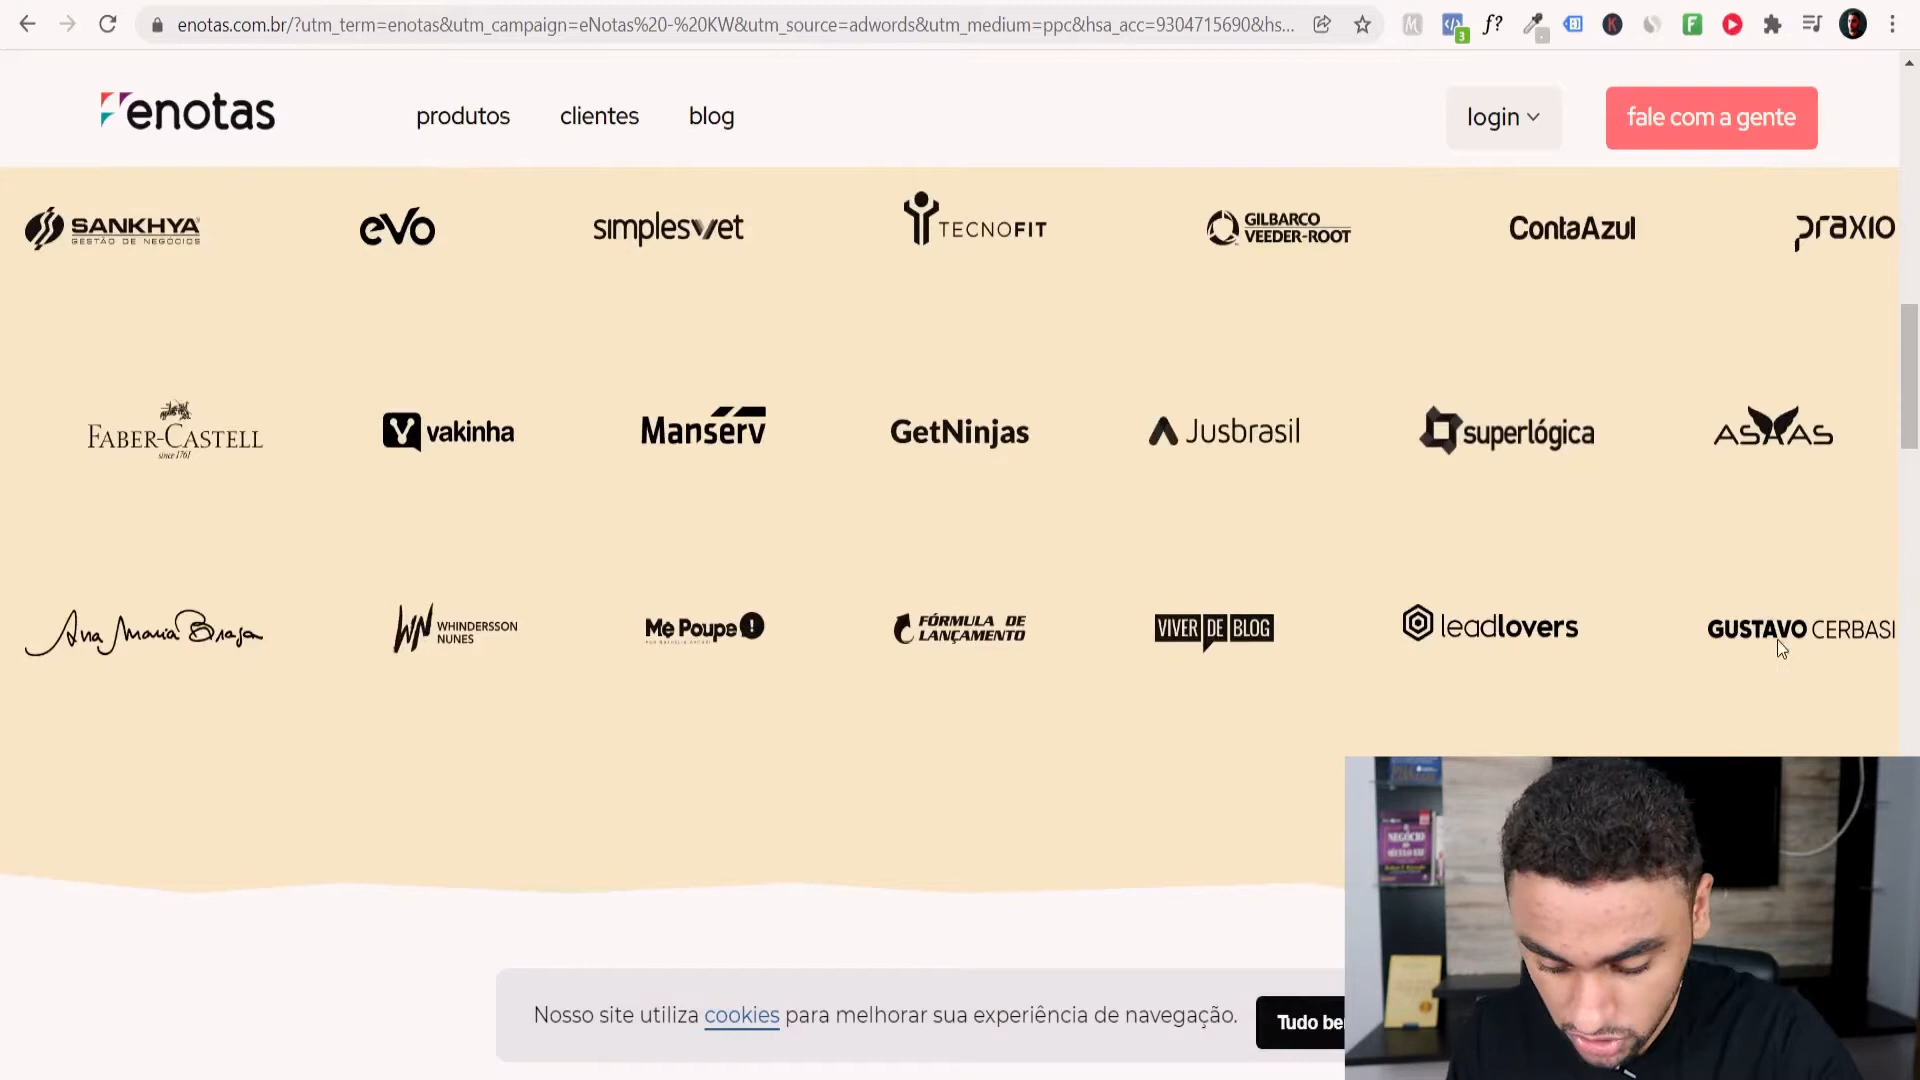 enotas.com.br/?utm_term=enotas&utm_campaign=eNotas%20-%20KW&utm_source=adwords&utm_medium=ppc&hsa_acc=9304715690&hs...
enotas
produtos
clientes
blog
login
fale com a gente
SANKHYA
GESTÃO DE NEGÓCIOS
evo
simplesvet
TECNOFIT
GILBARCO
VEEDER-ROOT
ContaAzul
praxio
FABER-CASTELL
since 1761
vakinha
Manserv
GetNinjas
Jusbrasil
superlógica
ASAAS
Ana Maria Braga
WN WHINDERSSON
NUNES
Me Poupe!
FÓRMULA DE
LANÇAMENTO
VIVER DE BLOG
leadlovers
GUSTAVO CERBASI
Nosso site utiliza cookies para melhorar sua experiência de navegação.
Tudo be